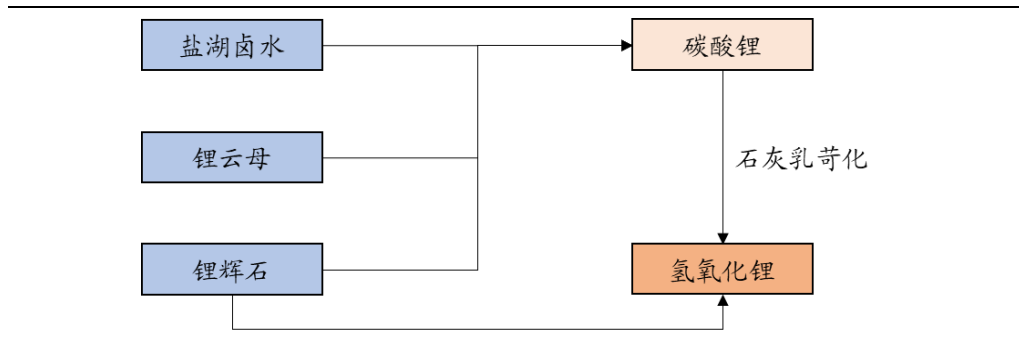 盐湖卤水
碳酸锂
锂云母
石灰乳苛化
锂辉石
氢氧化锂